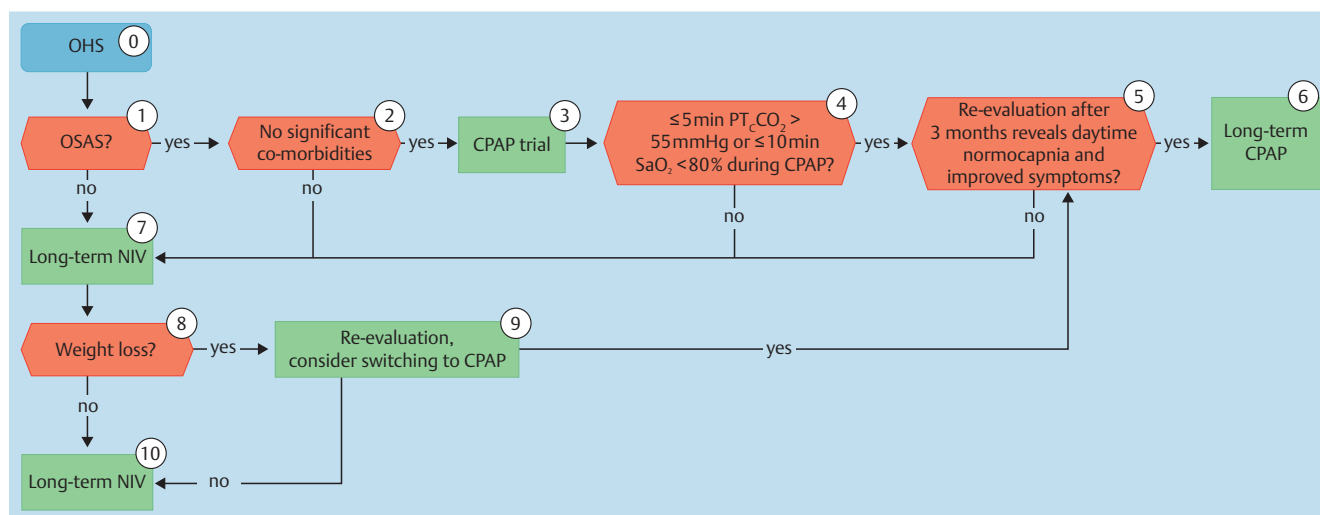 OHS
0
1
OSAS?
yes
no
2
No significant
co-morbidities
yes
no
3
CPAP trial
4
≤5 min PTcCO₂ >
55 mmHg or ≤10 min
SaO₂ <80% during CPAP?
yes
no
5
Re-evaluation after
3 months reveals daytime
normocapnia and
improved symptoms?
yes
no
6
Long-term
CPAP
7
Long-term NIV
8
Weight loss?
yes
no
9
Re-evaluation,
consider switching to CPAP
yes
no
10
Long-term NIV